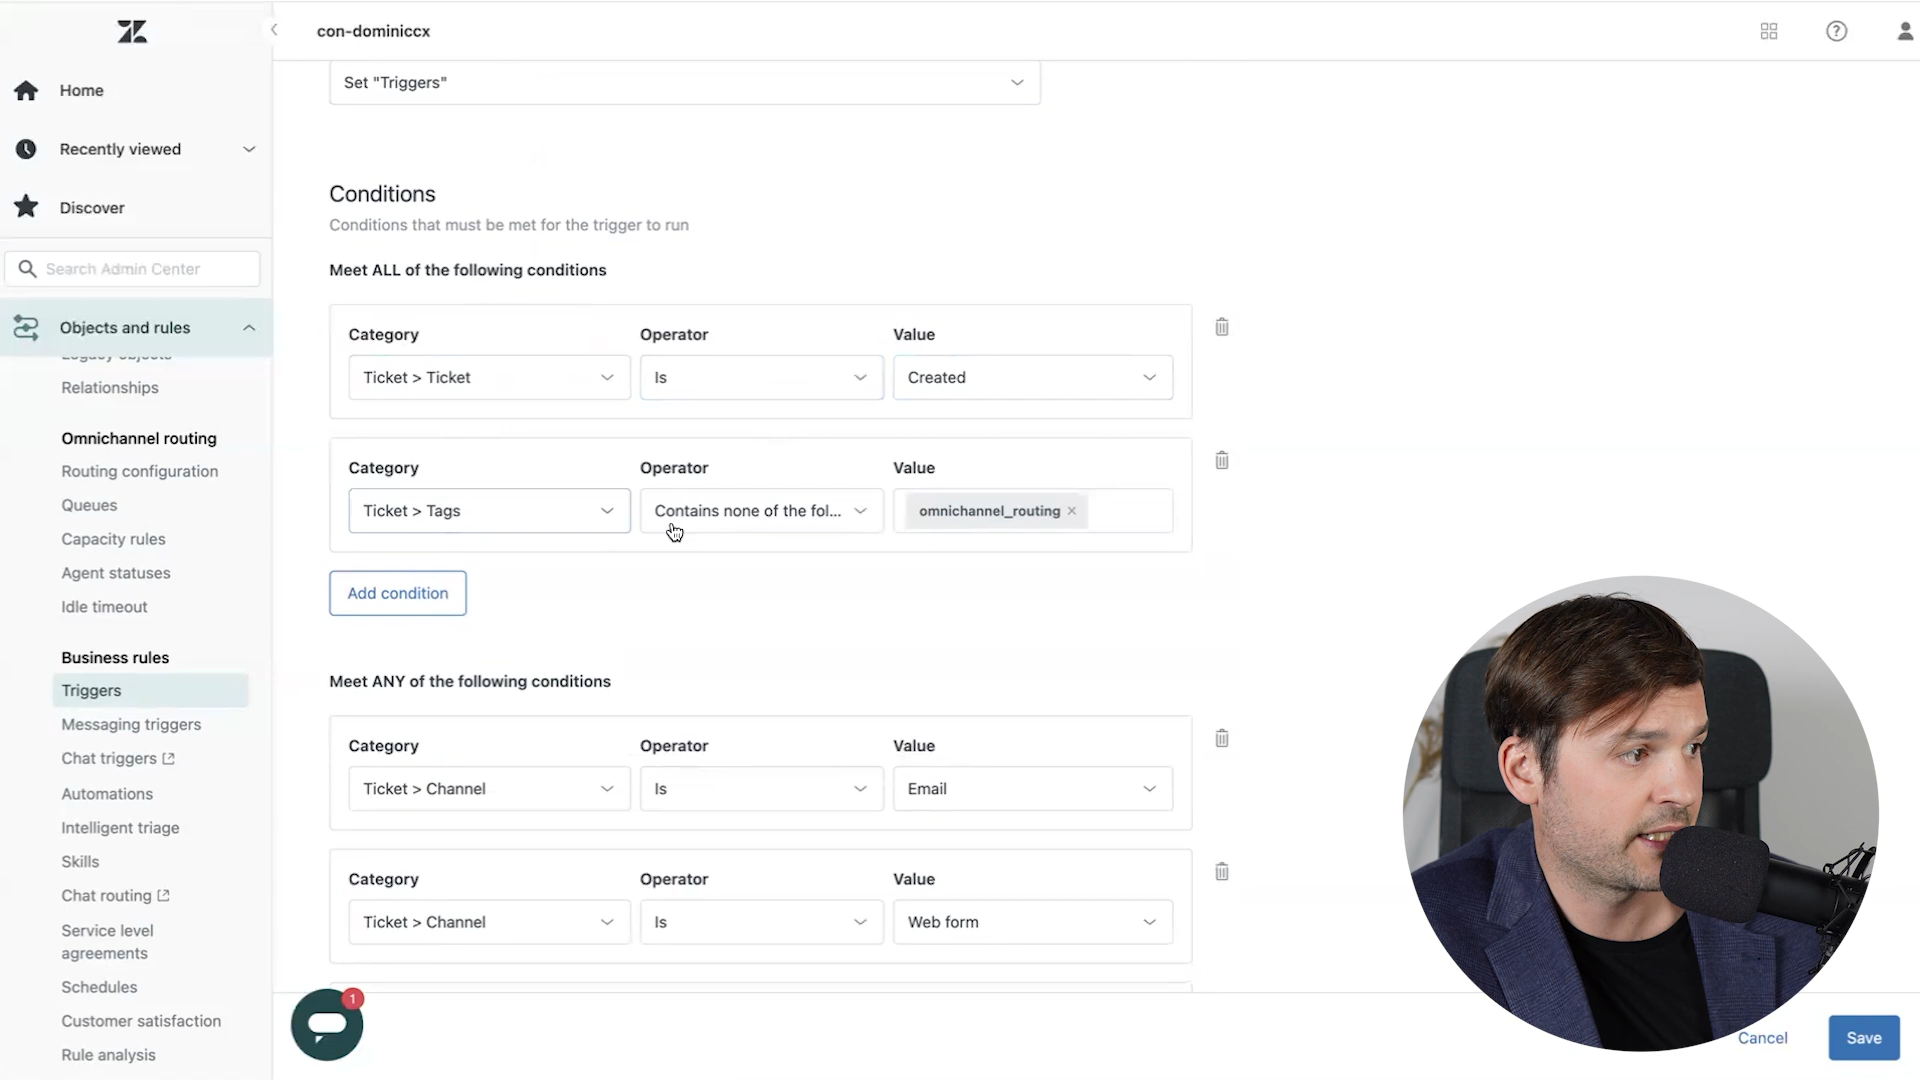 con-dominiccx
Home
Recently viewed
Discover
Search Admin Center
Objects and rules
Legacy objects
Relationships
Omnichannel routing
Routing configuration
Queues
Capacity rules
Agent statuses
Idle timeout
Business rules
Triggers
Messaging triggers
Chat triggers
Automations
Intelligent triage
Skills
Chat routing
Service level
agreements
Schedules
Customer satisfaction
Rule analysis
Set "Triggers"
Conditions
Conditions that must be met for the trigger to run
Meet ALL of the following conditions
Category Operator Value
Ticket > Ticket Is Created
Category Operator Value
Ticket > Tags Contains none of the fol... omnichannel_routing ×
Add condition
Meet ANY of the following conditions
Category Operator Value
Ticket > Channel Is Email
Category Operator Value
Ticket > Channel Is Web form
1
Cancel Save